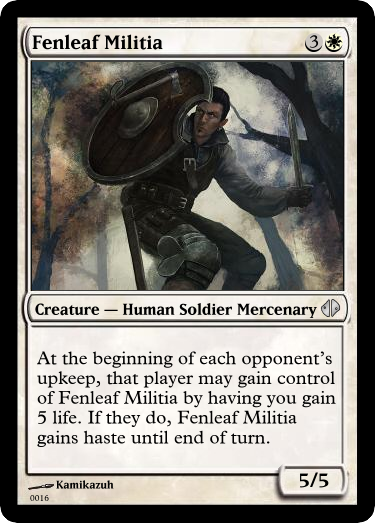 Fenleaf Militia 3
Creature — Human Soldier Mercenary
At the beginning of each opponent's
upkeep, that player may gain control
of Fenleaf Militia by having you gain
5 life. If they do, Fenleaf Militia
gains haste until end of turn.
5/5
Kamikazuh
0016